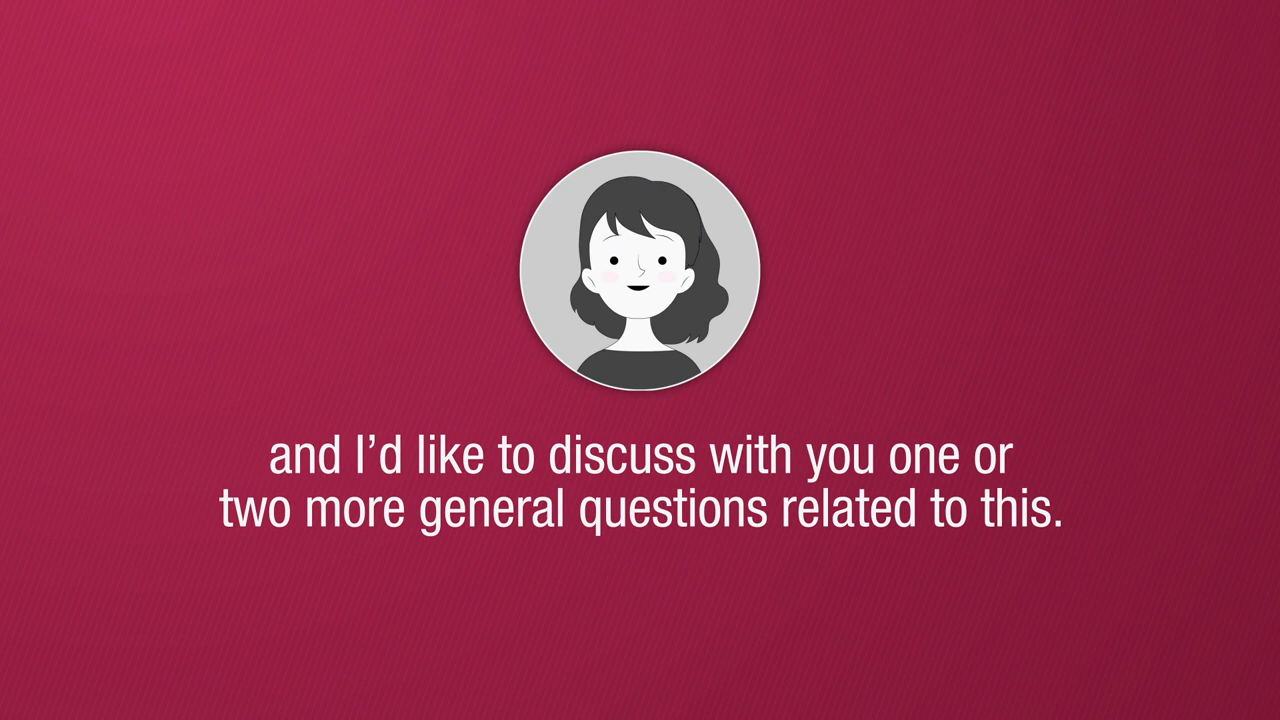 and I’d like to discuss with you one or
two more general questions related to this.